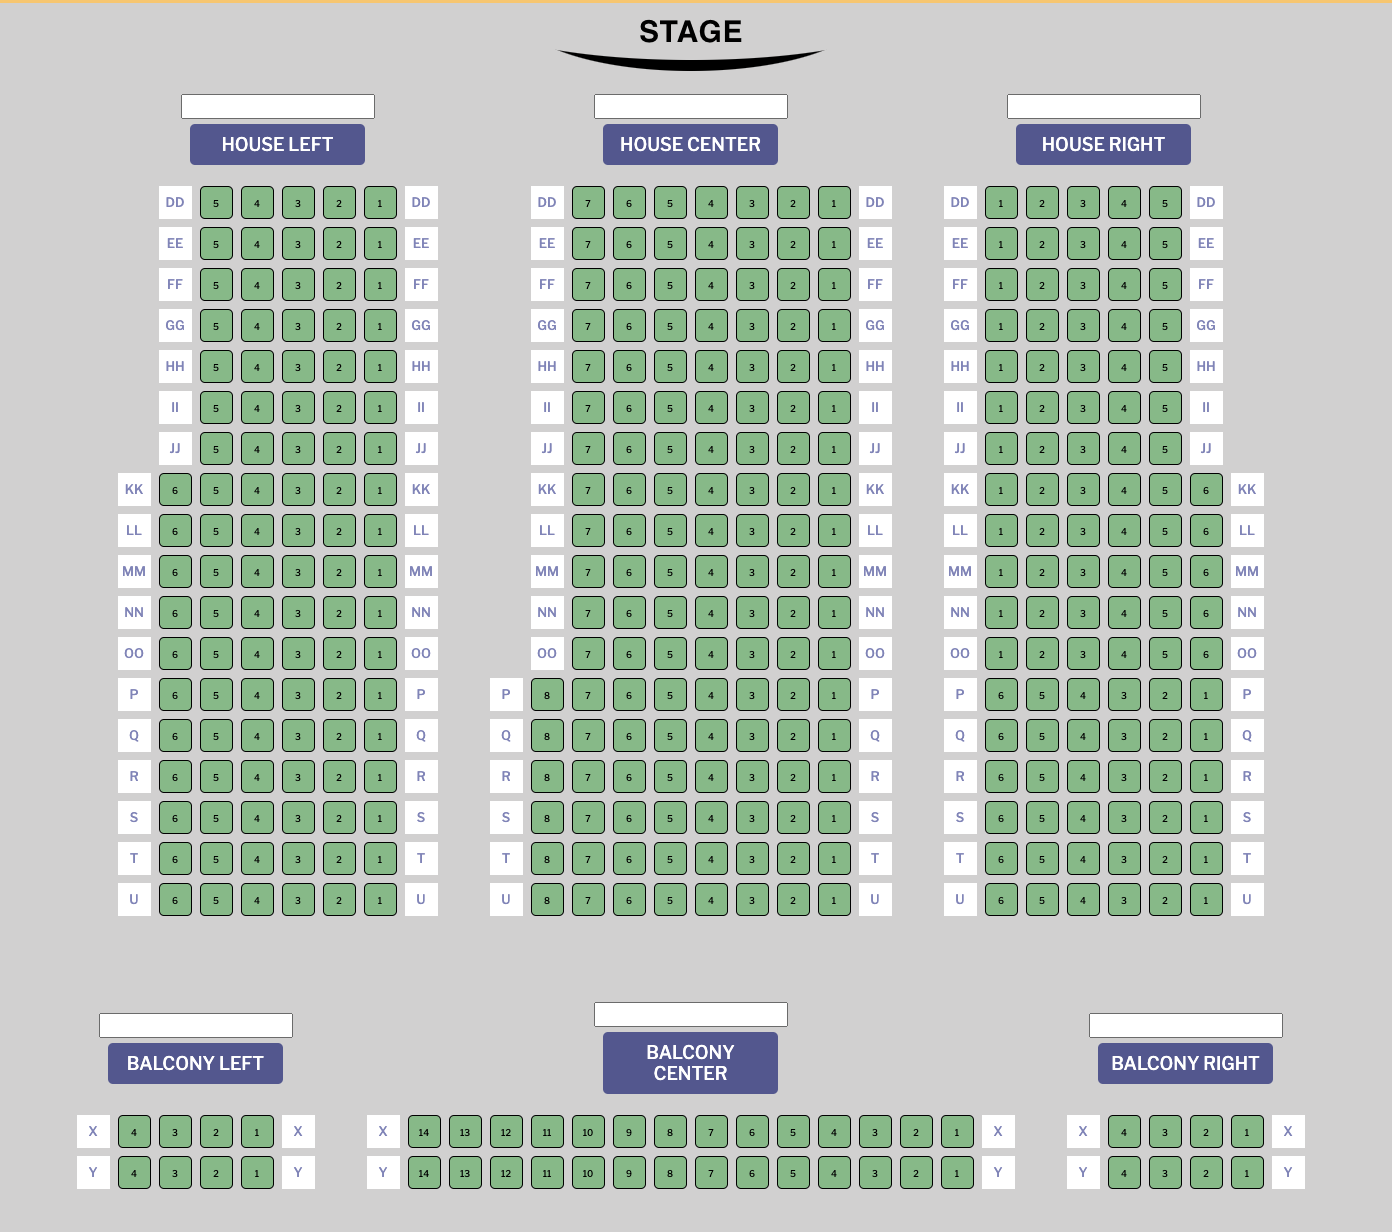 STAGE
HOUSE LEFT HOUSE CENTER HOUSE RIGHT
DD 5 4 3 2 1 DD DD 7 6 5 4 3 2 1 DD DD 1 2 3 4 5 DD
EE 5 4 3 2 1 EE EE 7 6 5 4 3 2 1 EE EE 1 2 3 4 5 EE
FF 5 4 3 2 1 FF FF 7 6 5 4 3 2 1 FF FF 1 2 3 4 5 FF
GG 5 4 3 2 1 GG GG 7 6 5 4 3 2 1 GG GG 1 2 3 4 5 GG
HH 5 4 3 2 1 HH HH 7 6 5 4 3 2 1 HH HH 1 2 3 4 5 HH
II 5 4 3 2 1 II II 7 6 5 4 3 2 1 II II 1 2 3 4 5 II
JJ 5 4 3 2 1 JJ JJ 7 6 5 4 3 2 1 JJ JJ 1 2 3 4 5 JJ
KK 6 5 4 3 2 1 KK KK 7 6 5 4 3 2 1 KK KK 1 2 3 4 5 6 KK
LL 6 5 4 3 2 1 LL LL 7 6 5 4 3 2 1 LL LL 1 2 3 4 5 6 LL
MM 6 5 4 3 2 1 MM MM 7 6 5 4 3 2 1 MM MM 1 2 3 4 5 6 MM
NN 6 5 4 3 2 1 NN NN 7 6 5 4 3 2 1 NN NN 1 2 3 4 5 6 NN
OO 6 5 4 3 2 1 OO OO 7 6 5 4 3 2 1 OO OO 1 2 3 4 5 6 OO
P 6 5 4 3 2 1 P P 8 7 6 5 4 3 2 1 P P 6 5 4 3 2 1 P
Q 6 5 4 3 2 1 Q Q 8 7 6 5 4 3 2 1 Q Q 6 5 4 3 2 1 Q
R 6 5 4 3 2 1 R R 8 7 6 5 4 3 2 1 R R 6 5 4 3 2 1 R
S 6 5 4 3 2 1 S S 8 7 6 5 4 3 2 1 S S 6 5 4 3 2 1 S
T 6 5 4 3 2 1 T T 8 7 6 5 4 3 2 1 T T 6 5 4 3 2 1 T
U 6 5 4 3 2 1 U U 8 7 6 5 4 3 2 1 U U 6 5 4 3 2 1 U
BALCONY LEFT
BALCONY
CENTER
BALCONY RIGHT
X 4 3 2 1 X X 14 13 12 11 10 9 8 7 6 5 4 3 2 1 X X 4 3 2 1 X
Y 4 3 2 1 Y Y 14 13 12 11 10 9 8 7 6 5 4 3 2 1 Y Y 4 3 2 1 Y